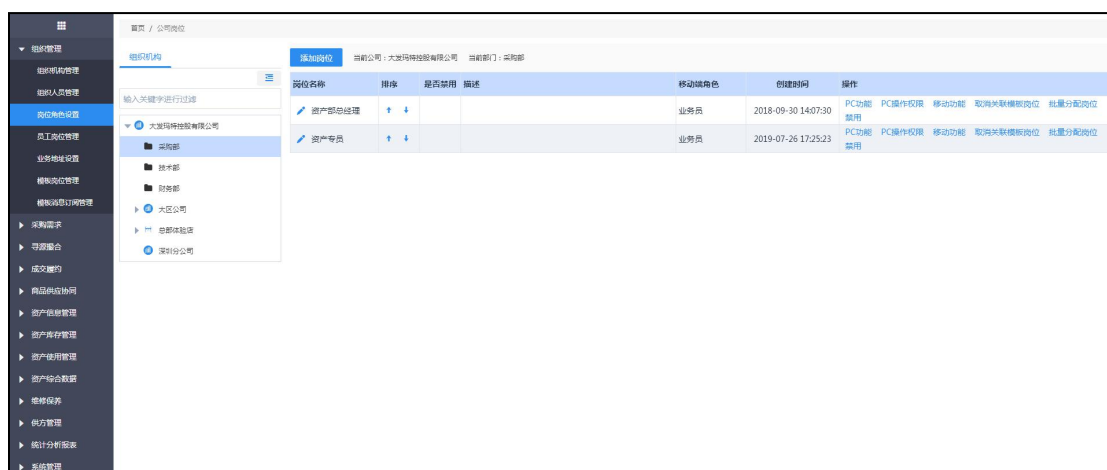 首页 / 公司岗位
组织管理
组织机构管理
组织人员管理
岗位角色设置
员工岗位管理
业务地址设置
模板岗位管理
模板消息订阅管理
采购需求
寻源撮合
成交履约
商品供应协同
资产信息管理
资产库存管理
资产使用管理
资产综合数据
维修保养
供方管理
统计分析报表
系统管理
组织机构
输入关键字进行过滤
大发玛特控股有限公司
采购部
技术部
财务部
大区公司
总部体验店
深圳分公司
添加岗位 当前公司：大发玛特控股有限公司 当前部门：采购部
岗位名称 排序 是否禁用 描述 移动端角色 创建时间 操作
资产部总经理 业务员 2018-09-30 14:07:30 PC功能 PC操作权限 移动功能 取消关联模板岗位 批量分配岗位
禁用
资产专员 业务员 2019-07-26 17:25:23 PC功能 PC操作权限 移动功能 取消关联模板岗位 批量分配岗位
禁用